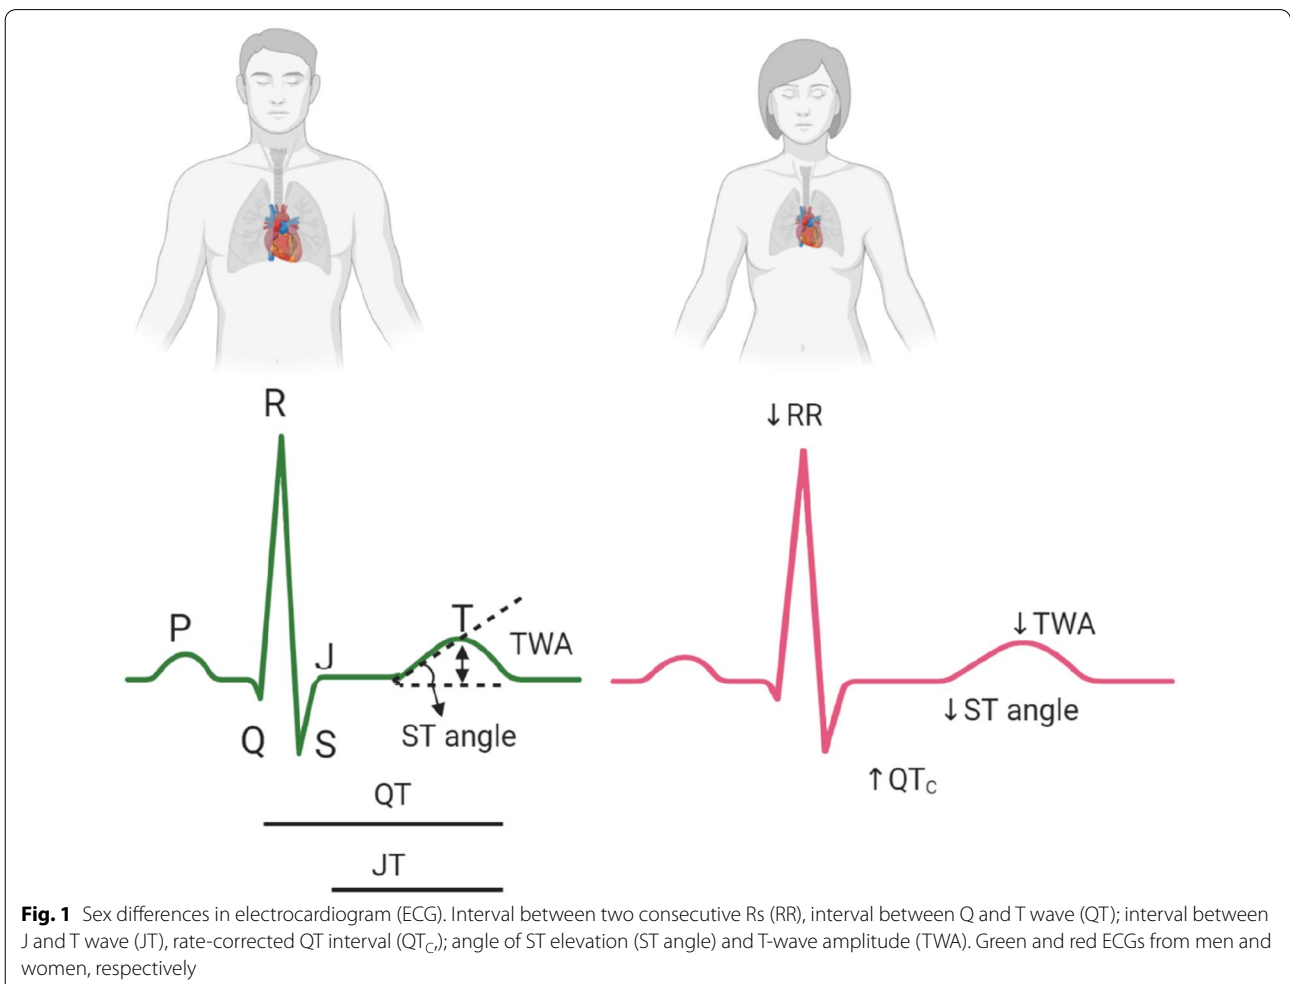 R
↓RR
P
T
TWA
J
↓TWA
Q
S
ST angle
↓ST angle
QT
↑QTC
JT
Fig. 1 Sex differences in electrocardiogram (ECG). Interval between two consecutive Rs (RR), interval between Q and T wave (QT); interval between
J and T wave (JT), rate-corrected QT interval (QTC,); angle of ST elevation (ST angle) and T-wave amplitude (TWA). Green and red ECGs from men and
women, respectively